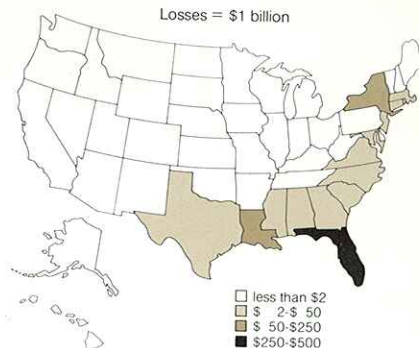 Losses = $1 billion
less than $2
$ 2-$ 50
$ 50-$250
$250-$500